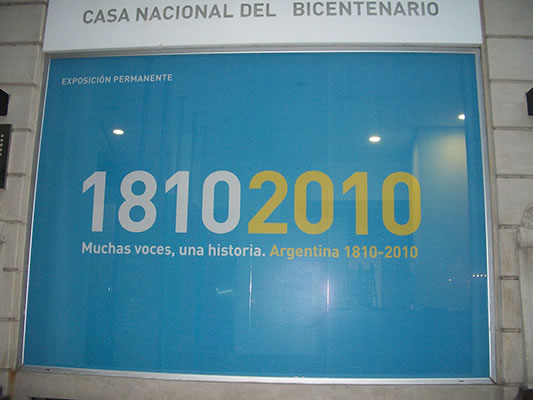 CASA NACIONAL DEL BICENTENARIO
EXPOSICIÓN PERMANENTE
18102010
Muchas voces, una historia. Argentina 1810-2010